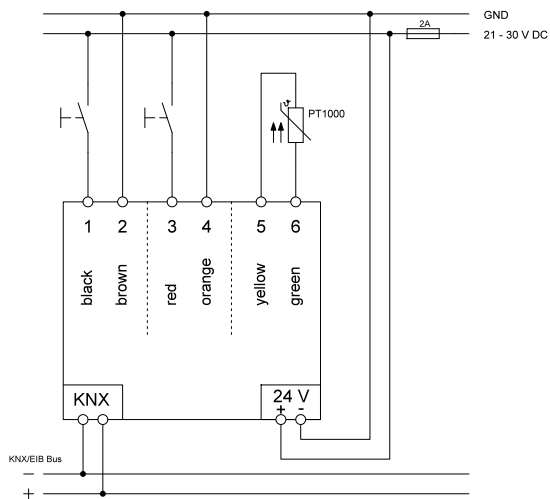 GND
2A
21 - 30 V DC
PT1000
1 2 3 4 5 6
black
brown
red
orange
yellow
green
KNX
24 V
+ -
KNX/EIB Bus
−
+